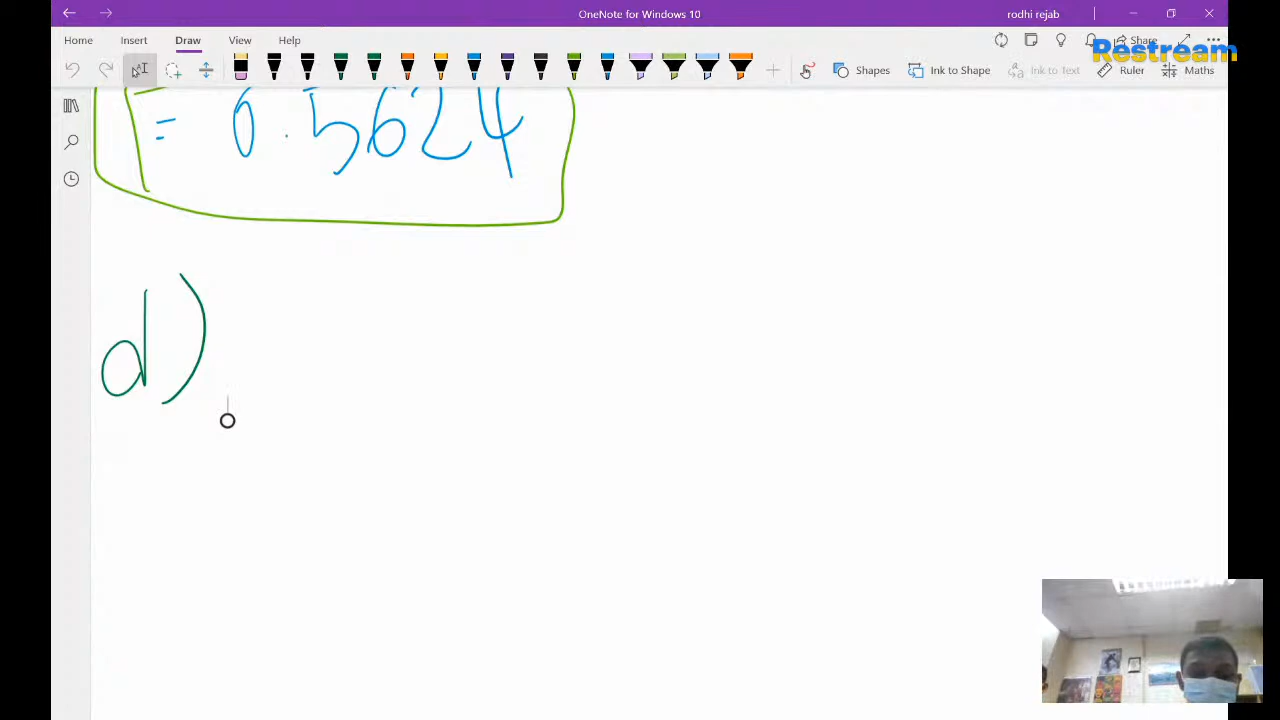 OneNote for Windows 10
rodhi rejab
Home Insert Draw View Help
Share
Restream
Shapes
Ink to Shape
Ink to Text
Ruler
Maths
= 0.5624
d)